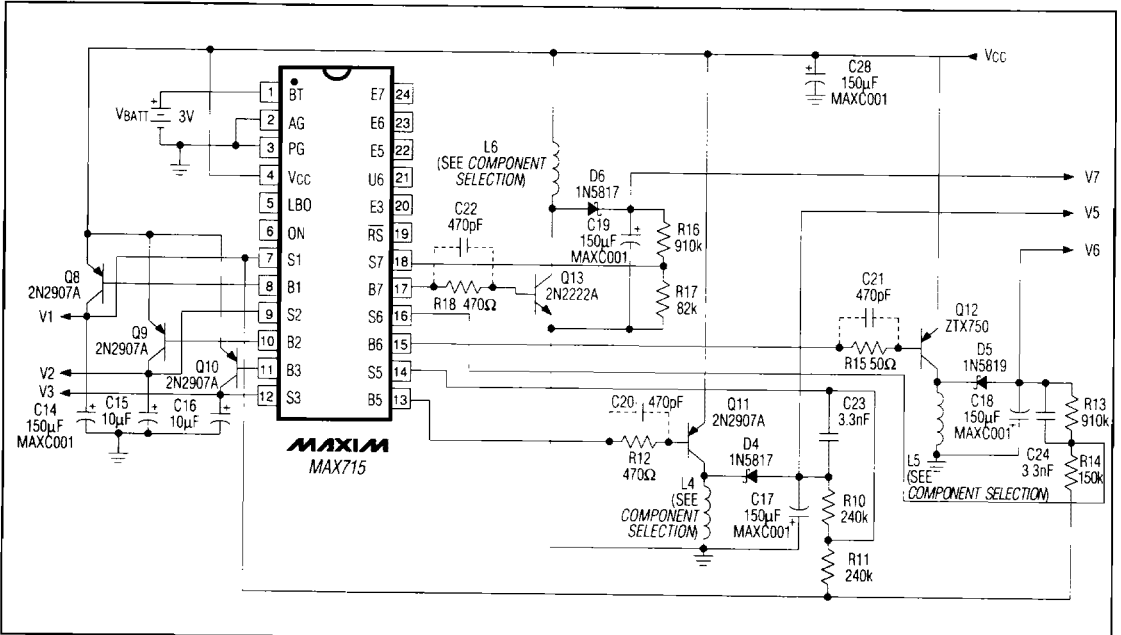 VCC
C28
150µF
MAXC001
VBATT 3V
1 BT E7 24
2 AG E6 23
3 PG E5 22
4 VCC U6 21
5 LBO E3 20
6 ON RS 19
7 S1 S7 18
8 B1 B7 17
9 S2 S6 16
10 B2 B6 15
11 B3 S5 14
12 S3 B5 13
MAXIM
MAX715
L6
(SEE COMPONENT
SELECTION)
D6
1N5817
V7
V5
V6
C22
470pF
C19
150µF
MAXC001
R16
910k
R17
82k
R18 470Ω
Q13
2N2222A
Q8
2N2907A
V1
Q9
2N2907A
V2
Q10
2N2907A
V3
C14
150µF
MAXC001
C15
10µF
C16
10µF
C21
470pF
R15 50Ω
Q12
ZTX750
D5
1N5819
C18
150µF
MAXC001
C24
3 3nF
R13
910k
R14
150k
L5
(SEE
COMPONENT SELECTION)
C20 470pF
R12
470Ω
Q11
2N2907A
D4
1N5817
C23
3.3nF
L4
(SEE
COMPONENT
SELECTION)
C17
150µF
MAXC001
R10
240k
R11
240k